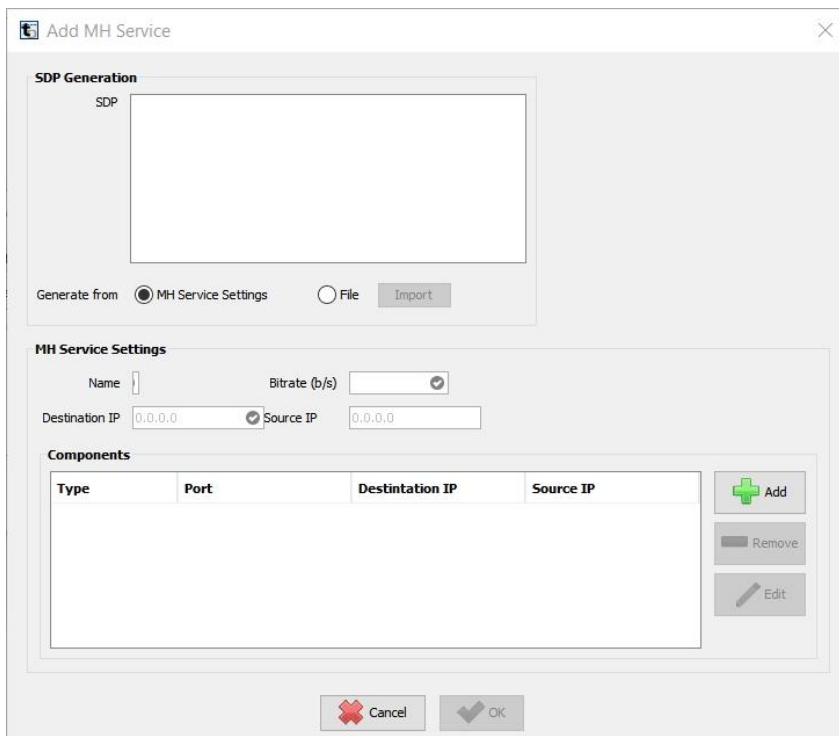 Add MH Service
SDP Generation
SDP
Generate from MH Service Settings File Import
MH Service Settings
Name Bitrate (b/s)
Destination IP 0.0.0.0 Source IP 0.0.0.0
Components
Type Port Destintation IP Source IP
Add
Remove
Edit
Cancel OK